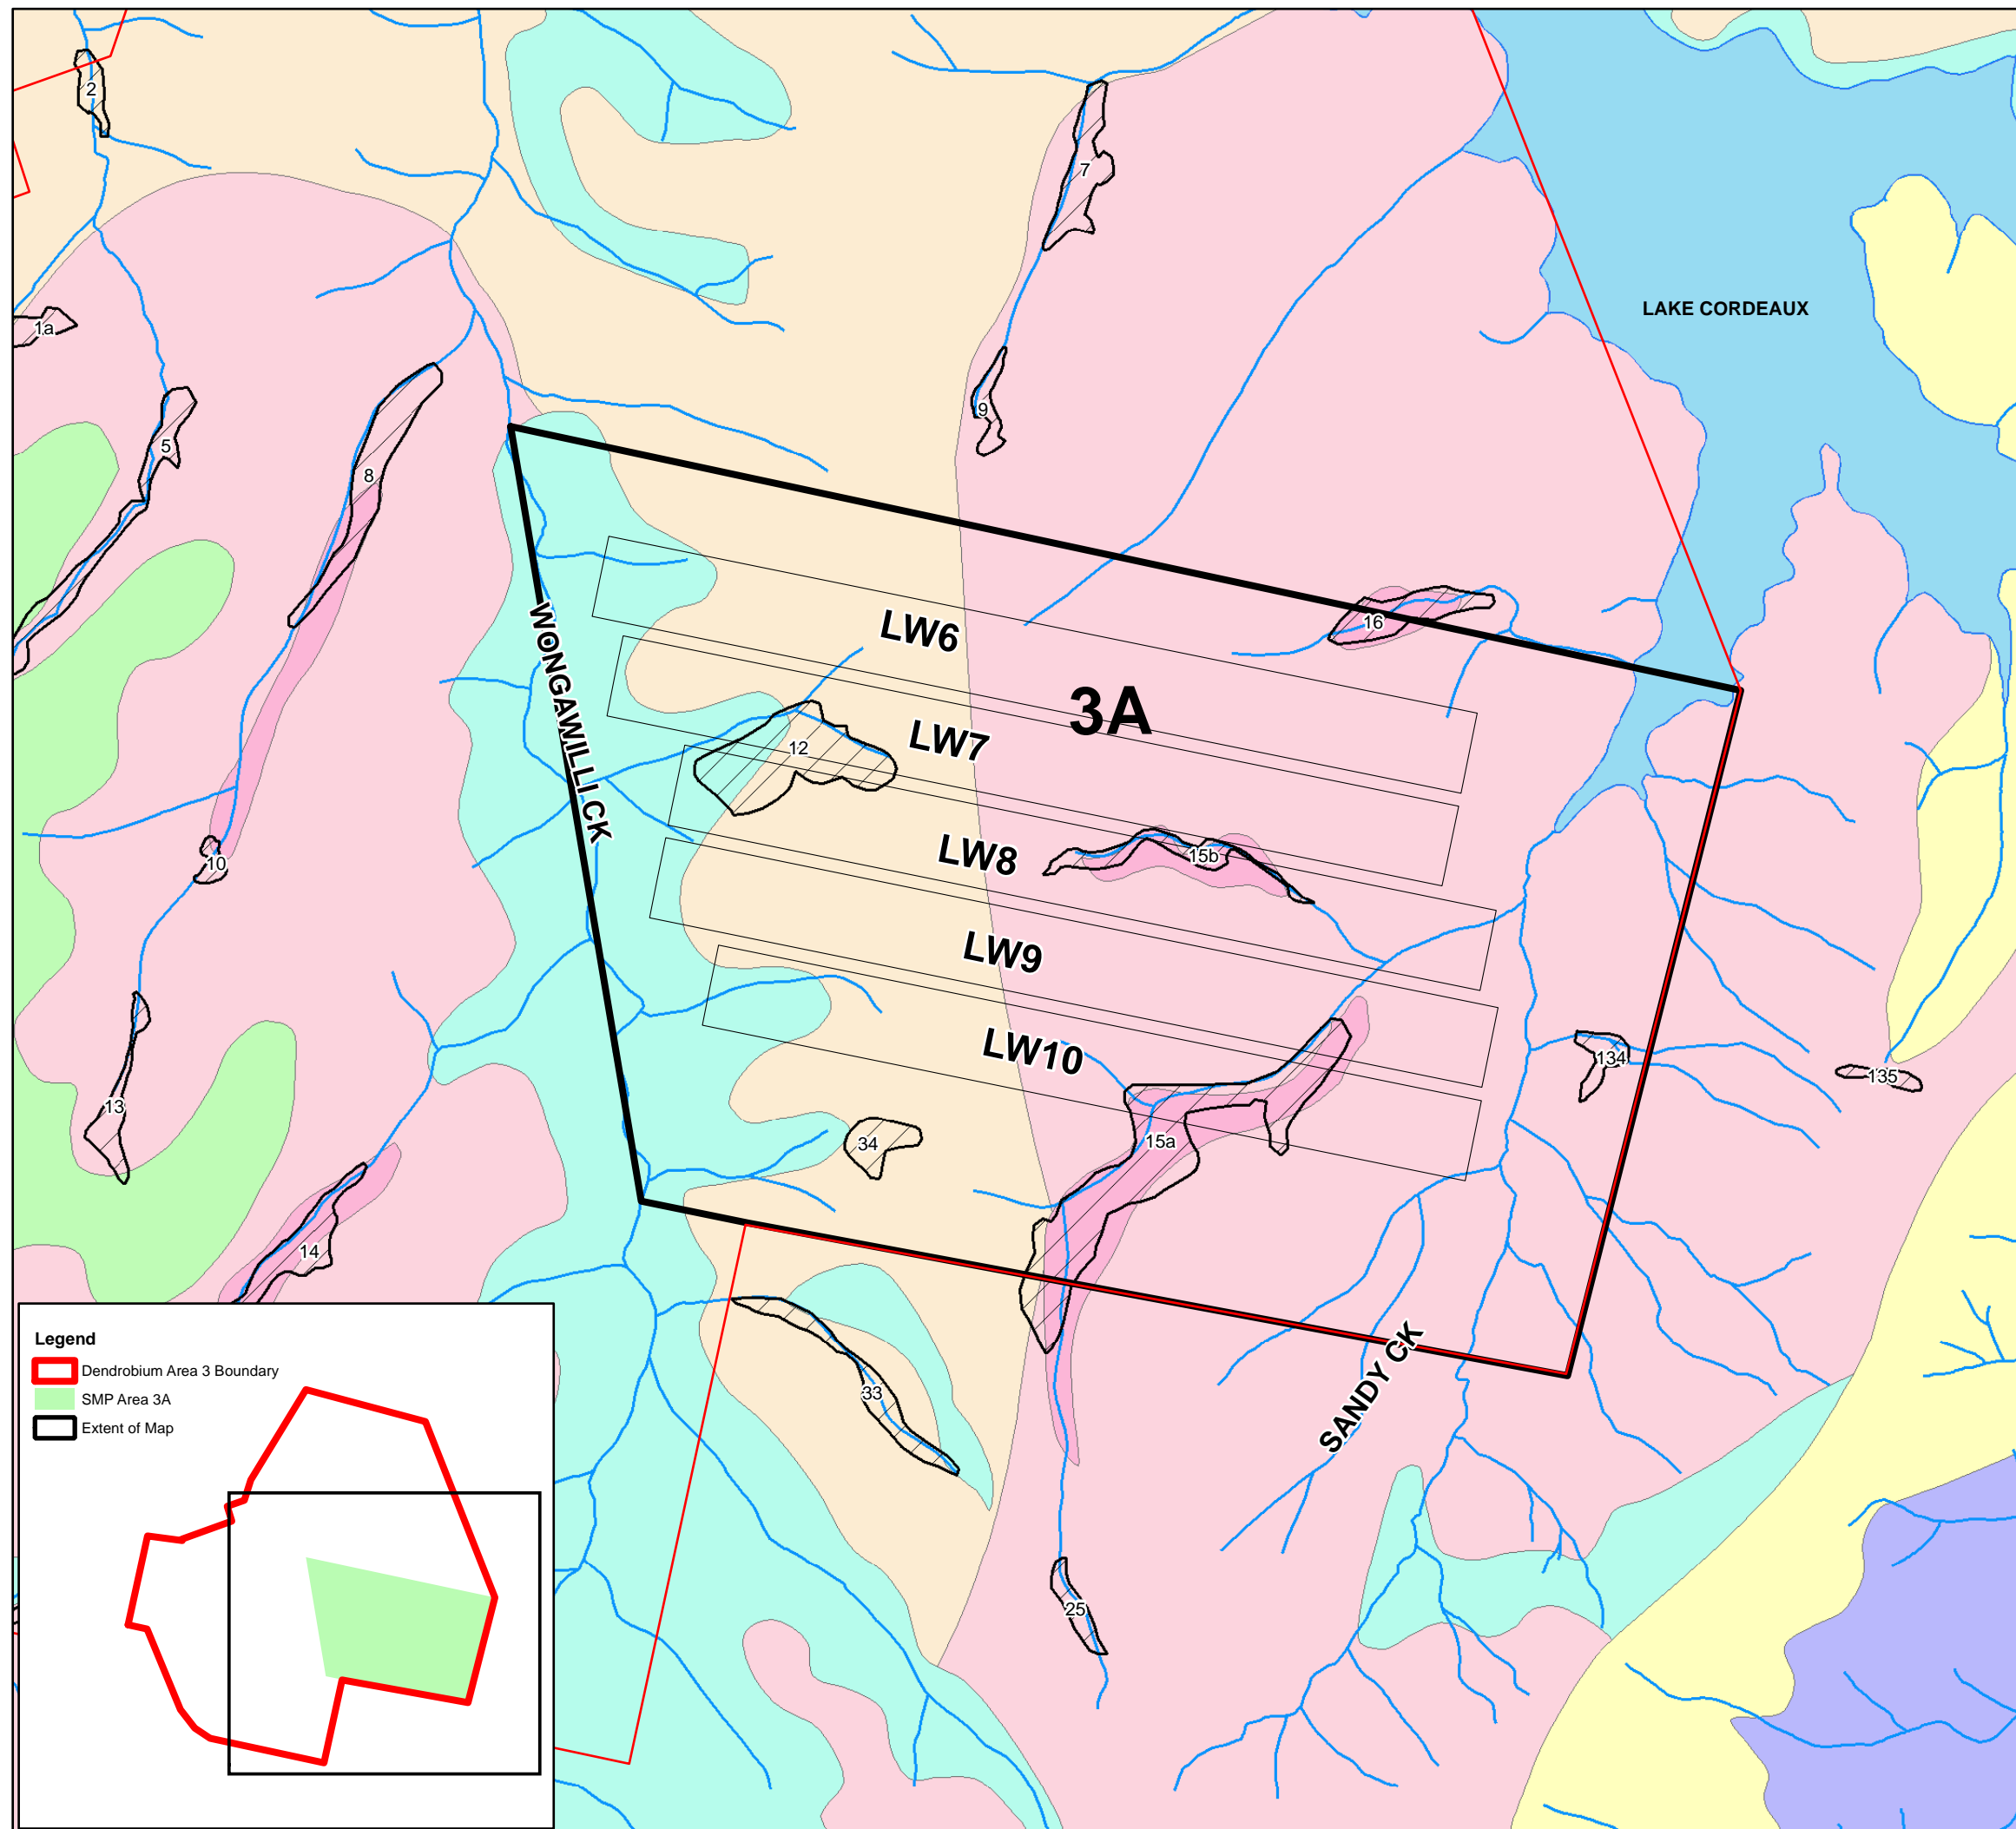 2
7
LAKE CORDEAUX
1a
9
5
8
WONGAWILLI CK
LW6
16
3A
12
LW7
15b
LW8
10
LW9
LW10
134
135
13
34
15a
14
SANDY CK
33
25
Legend
Dendrobium Area 3 Boundary
SMP Area 3A
Extent of Map